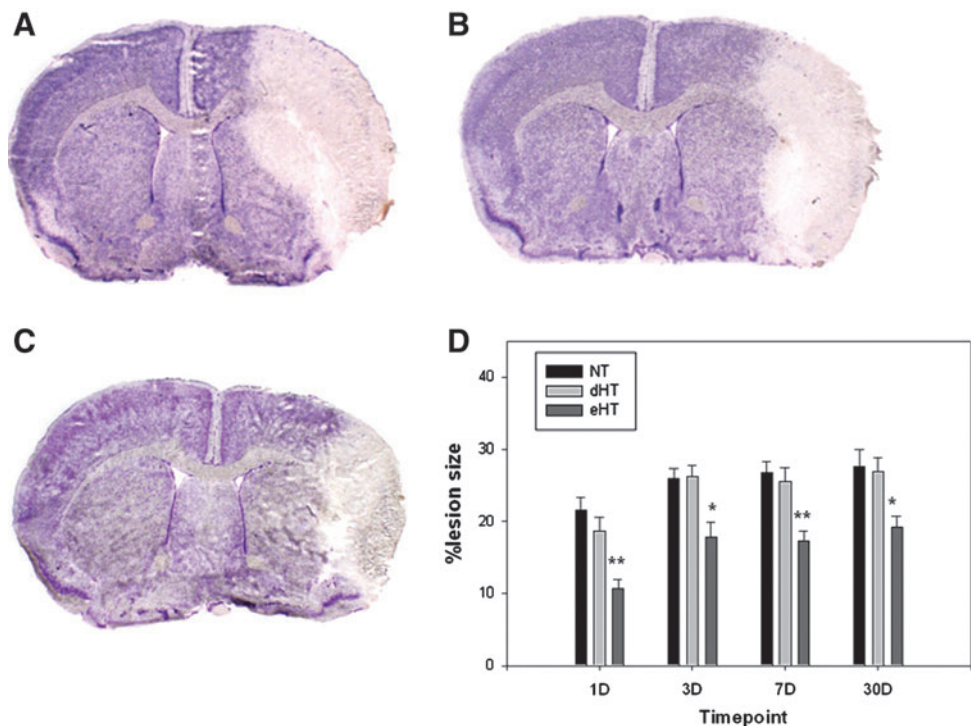 A
B
C
D
NT
dHT
eHT
%lesion size
40
30
20
10
0
**
*
**
*
1D
3D
7D
30D
Timepoint